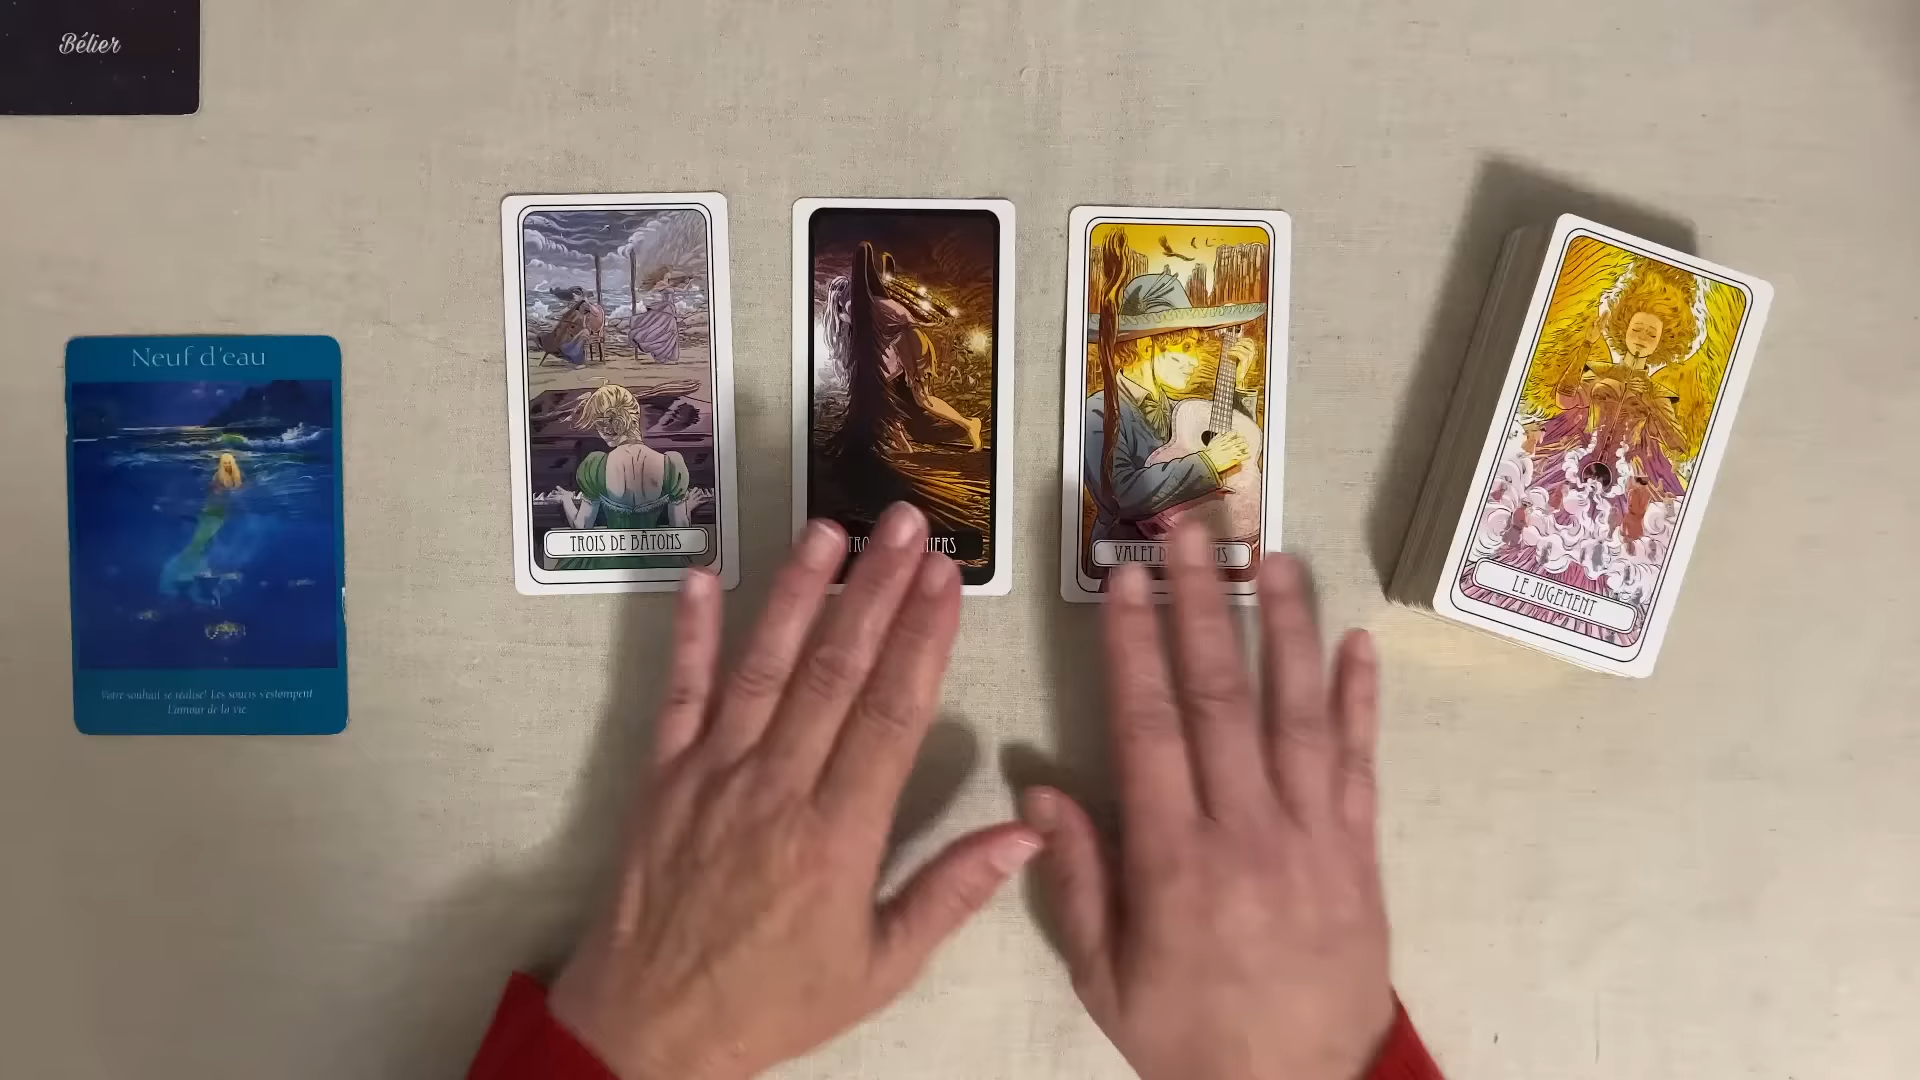 Bélier
Neuf d'eau
Votre souhait se réalise! Les soucis s'estompent
L'amour de la vie
TROIS DE BÂTONS
VALET
LE JUGEMENT